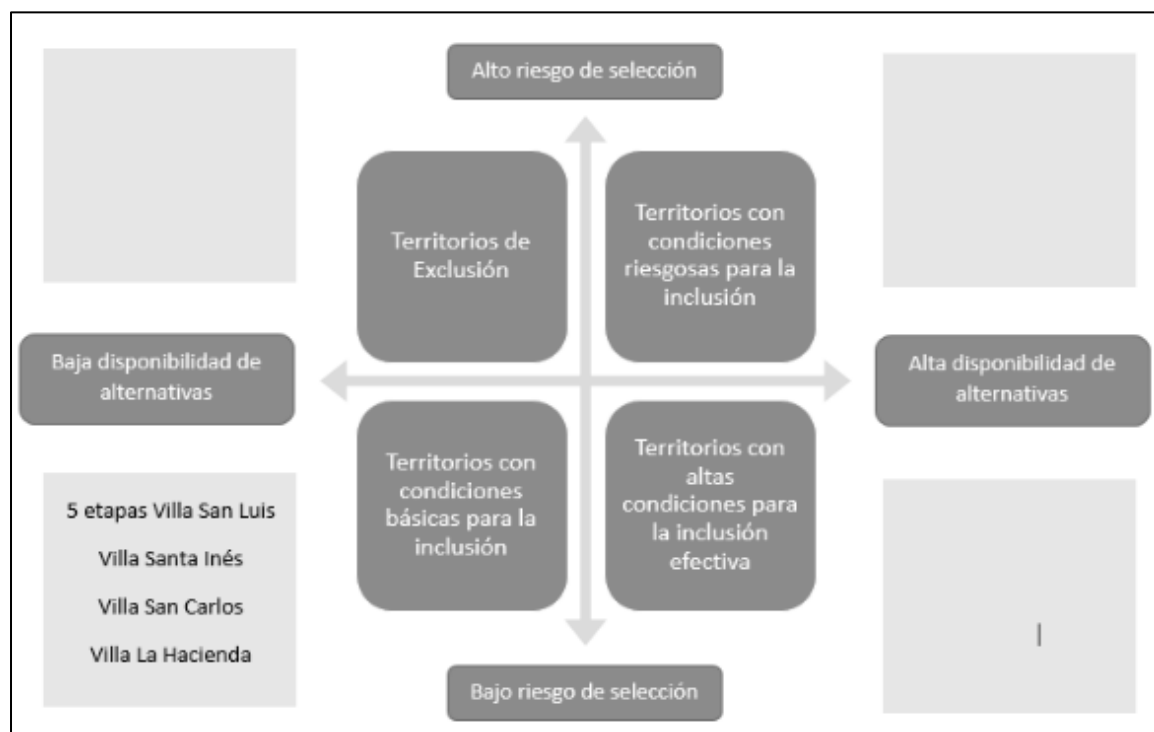 Alto riesgo de selección
Territorios de
Exclusión
Territorios con
condiciones
riesgosas para la
inclusión
Baja disponibilidad de
alternativas
Alta disponibilidad de
alternativas
Territorios con
condiciones
básicas para la
inclusión
Territorios con
altas
condiciones para
la inclusión
efectiva
5 etapas Villa San Luis
Villa Santa Inés
Villa San Carlos
Villa La Hacienda
Bajo riesgo de selección